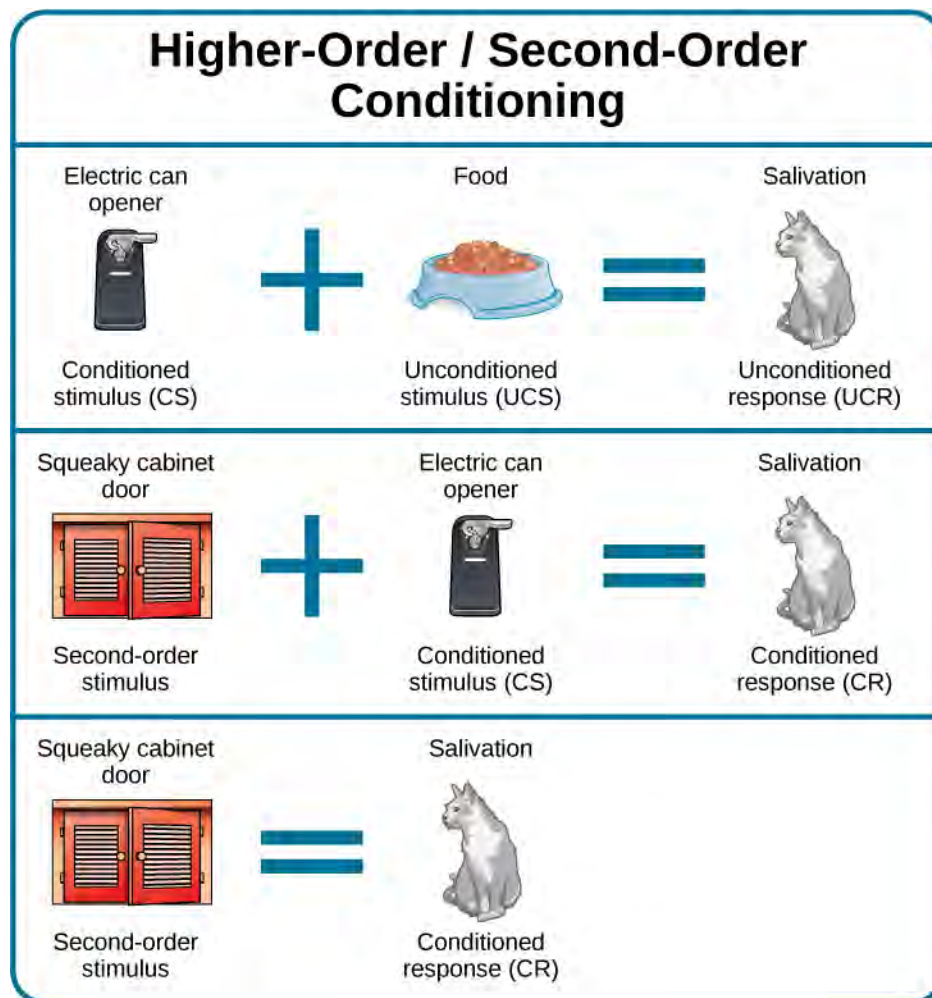 Higher-Order / Second-Order
Conditioning
Electric can
opener
Food
Salivation
Conditioned
stimulus (CS)
Unconditioned
stimulus (UCS)
Unconditioned
response (UCR)
Squeaky cabinet
door
Electric can
opener
Salivation
Second-order
stimulus
Conditioned
stimulus (CS)
Conditioned
response (CR)
Squeaky cabinet
door
Salivation
Second-order
stimulus
Conditioned
response (CR)